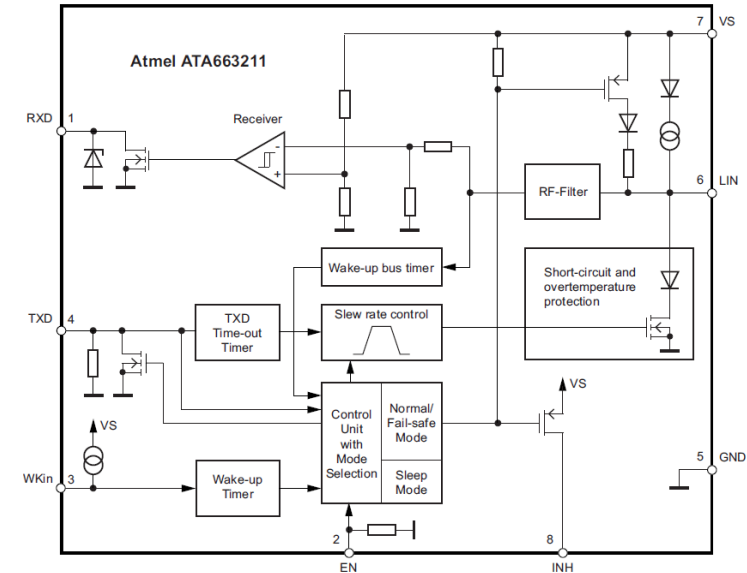 7 VS
Atmel ATA663211
RXD 1
Receiver
-
+
6 LIN
RF-Filter
Wake-up bus timer
Short-circuit and
overtemperature
protection
TXD 4
TXD
Time-out
Timer
Slew rate control
VS
Control
Unit
with
Mode
Selection
Normal/
Fail-safe
Mode
Sleep
Mode
VS
5 GND
WKin 3
Wake-up
Timer
2
EN
8
INH